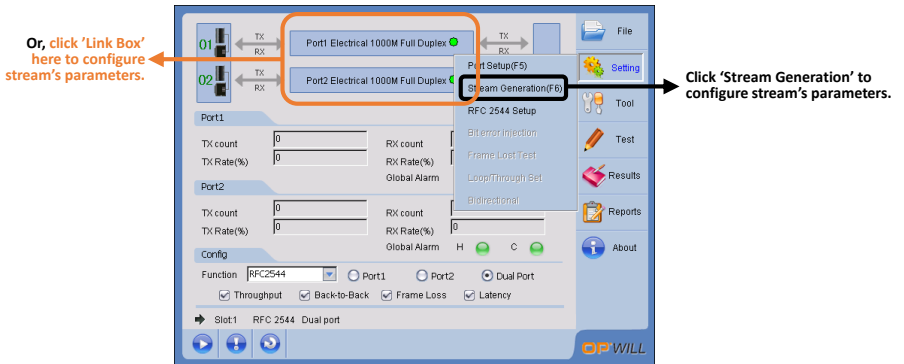 Or, click 'Link Box'
here to configure
stream's parameters.
01
TX
RX
Port1 Electrical 1000M Full Duplex
TX
RX
02
TX
RX
Port2 Electrical 1000M Full Duplex
Port Setup(F5)
Stream Generation(F6)
RFC 2544 Setup
Bit error injection
Frame Lost Test
Loop/Through Set
Bidirectional
File
Setting
Tool
Test
Results
Reports
About
Click 'Stream Generation' to
configure stream's parameters.
Port1
TX count 0 RX count
TX Rate(%) 0 RX Rate(%)
Global Alarm
Port2
TX count 0 RX count
TX Rate(%) 0 RX Rate(%) 0
Global Alarm H C
Config
Function RFC2544 Port1 Port2 Dual Port
Throughput Back-to-Back Frame Loss Latency
Slot:1 RFC 2544 Dual port
OPWILL